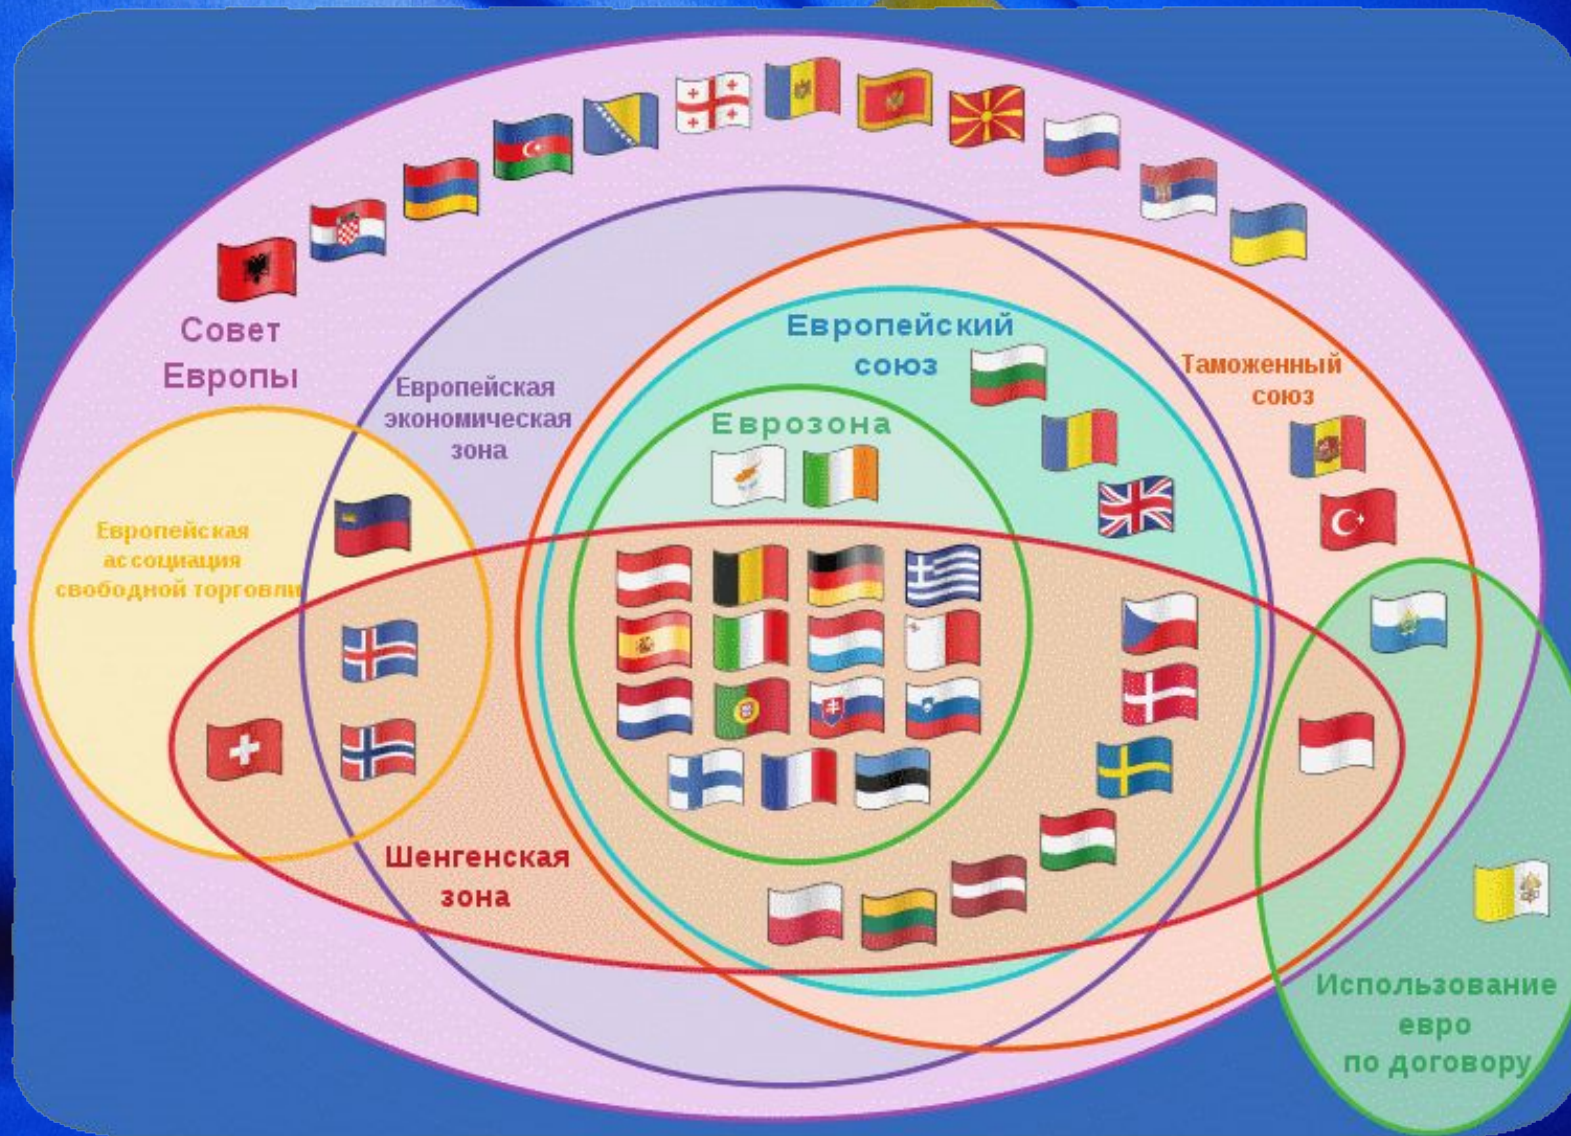 Совет
Европы
Европейский
союз
Таможенный
союз
Европейская
экономическая
зона
Еврозона
Европейская
ассоциация
свободной торговли
Шенгенская
зона
Использование
евро
по договору